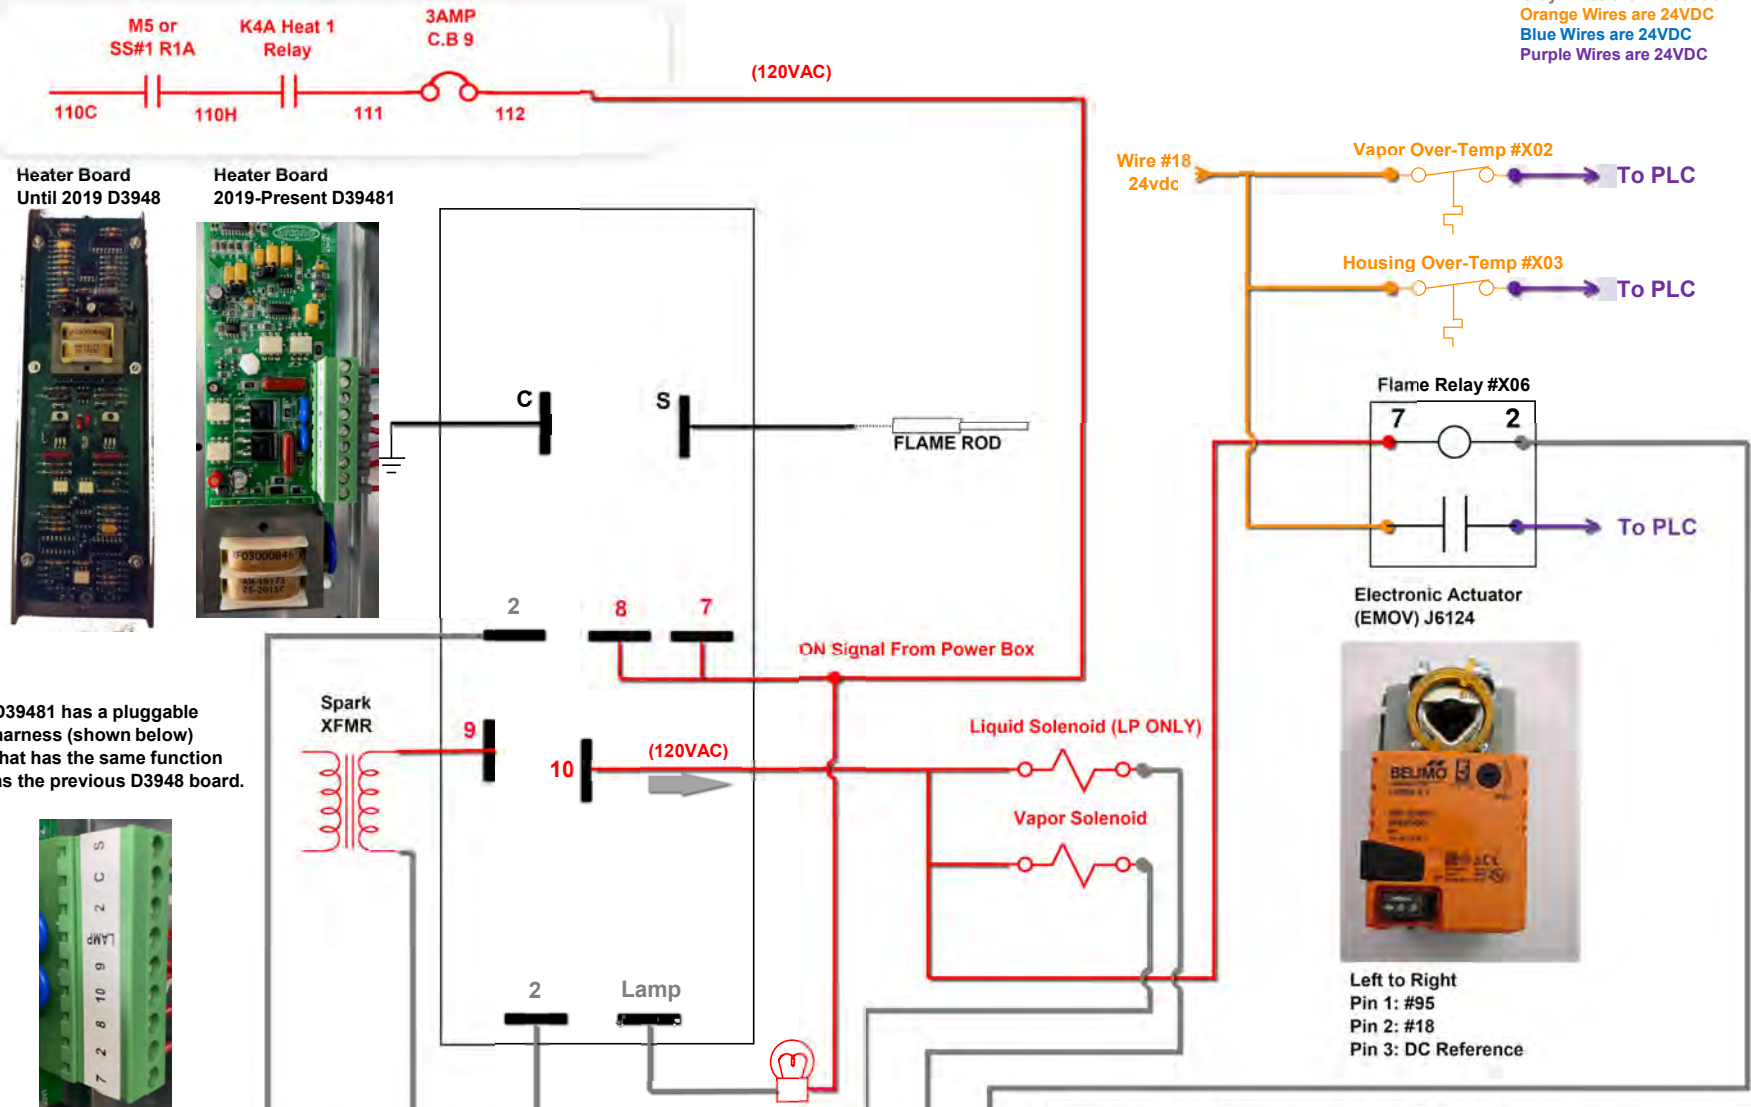 Orange Wires are 24VDC
Blue Wires are 24VDC
Purple Wires are 24VDC
M5 or
SS#1 R1A
K4A Heat 1
Relay
3AMP
C.B 9
(120VAC)
110C
110H
111
112
Heater Board
Until 2019 D3948
Heater Board
2019-Present D39481
Wire #18
24vdc
Vapor Over-Temp #X02
To PLC
Housing Over-Temp #X03
To PLC
Flame Relay #X06
7
2
To PLC
C
S
FLAME ROD
2
8
7
ON Signal From Power Box
Electronic Actuator
(EMOV) J6124
D39481 has a pluggable
harness (shown below)
that has the same function
as the previous D3948 board.
Spark
XFMR
9
10
(120VAC)
Liquid Solenoid (LP ONLY)
Vapor Solenoid
BELIMO
2
Lamp
S
C
2
LAMP
9
10
8
2
7
Left to Right
Pin 1: #95
Pin 2: #18
Pin 3: DC Reference